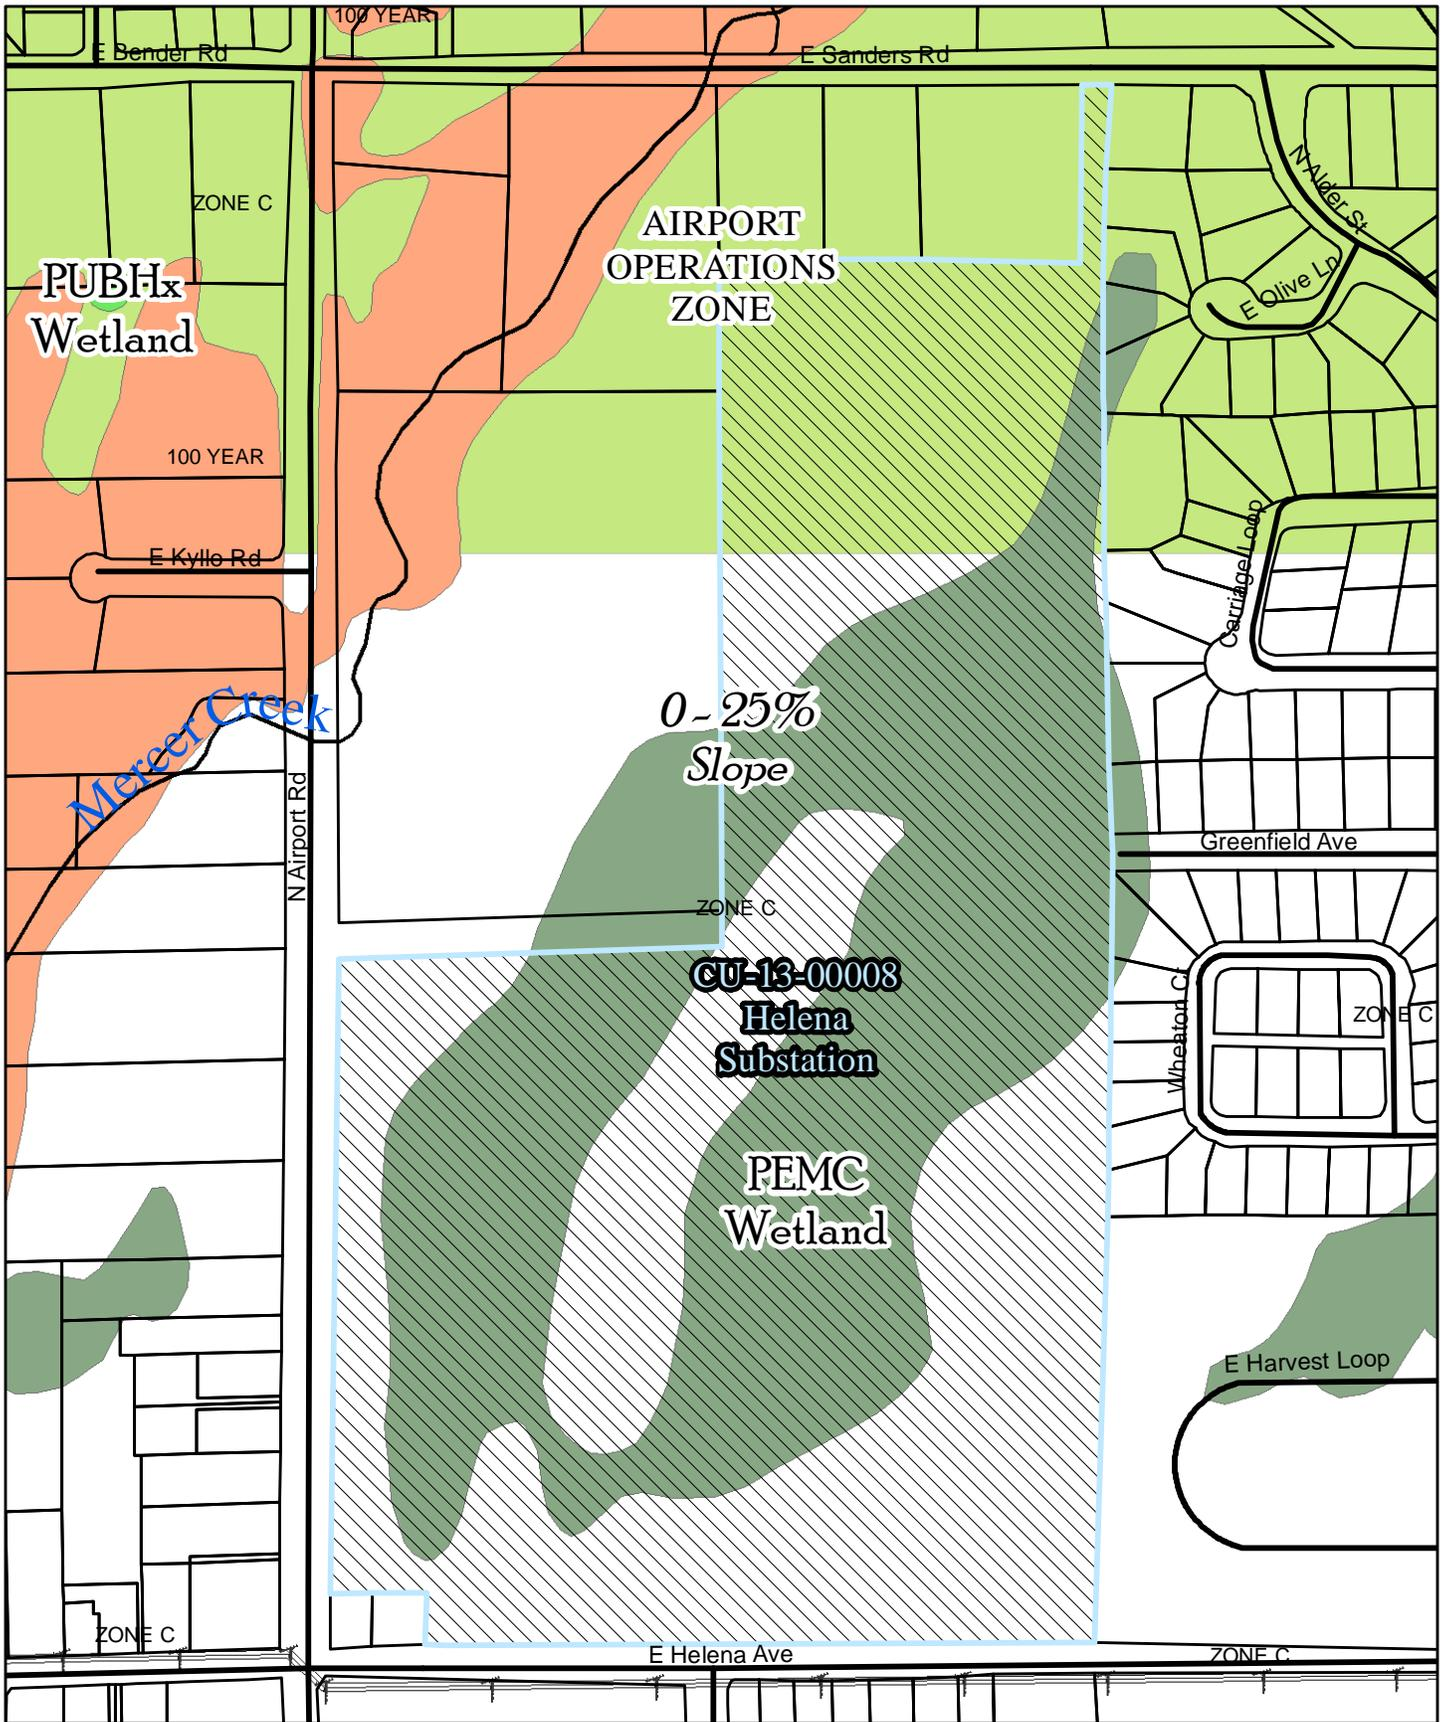 100 YEAR
E Bender Rd
E Sanders Rd
N Alder St
ZONE C
AIRPORT
OPERATIONS
ZONE
PUBHx
Wetland
E Olive Ln
100 YEAR
E Kyllo Rd
Carriage Loop
Mercer Creek
0 - 25%
Slope
N Airport Rd
Greenfield Ave
ZONE C
CU-13-00008
Helena
Substation
Wheaton Ct
ZONE C
PEMC
Wetland
E Harvest Loop
ZONE C
E Helena Ave
ZONE C